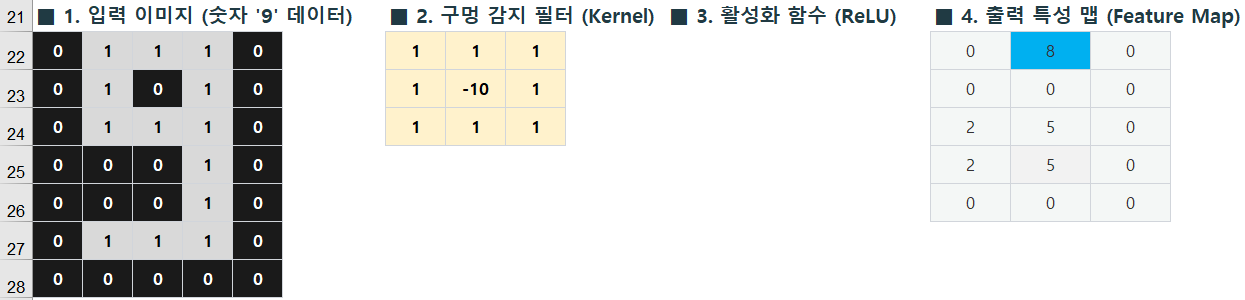 21 ■ 1. 입력 이미지 (숫자 '9' 데이터) ■ 2. 구멍 감지 필터 (Kernel) ■ 3. 활성화 함수 (ReLU) ■ 4. 출력 특성 맵 (Feature Map)
22 0 1 1 1 0 1 1 1 0 8 0
23 0 1 0 1 0 1 -10 1 0 0 0
24 0 1 1 1 0 1 1 1 2 5 0
25 0 0 0 1 0 2 5 0
26 0 0 0 1 0 0 0 0
27 0 1 1 1 0
28 0 0 0 0 0